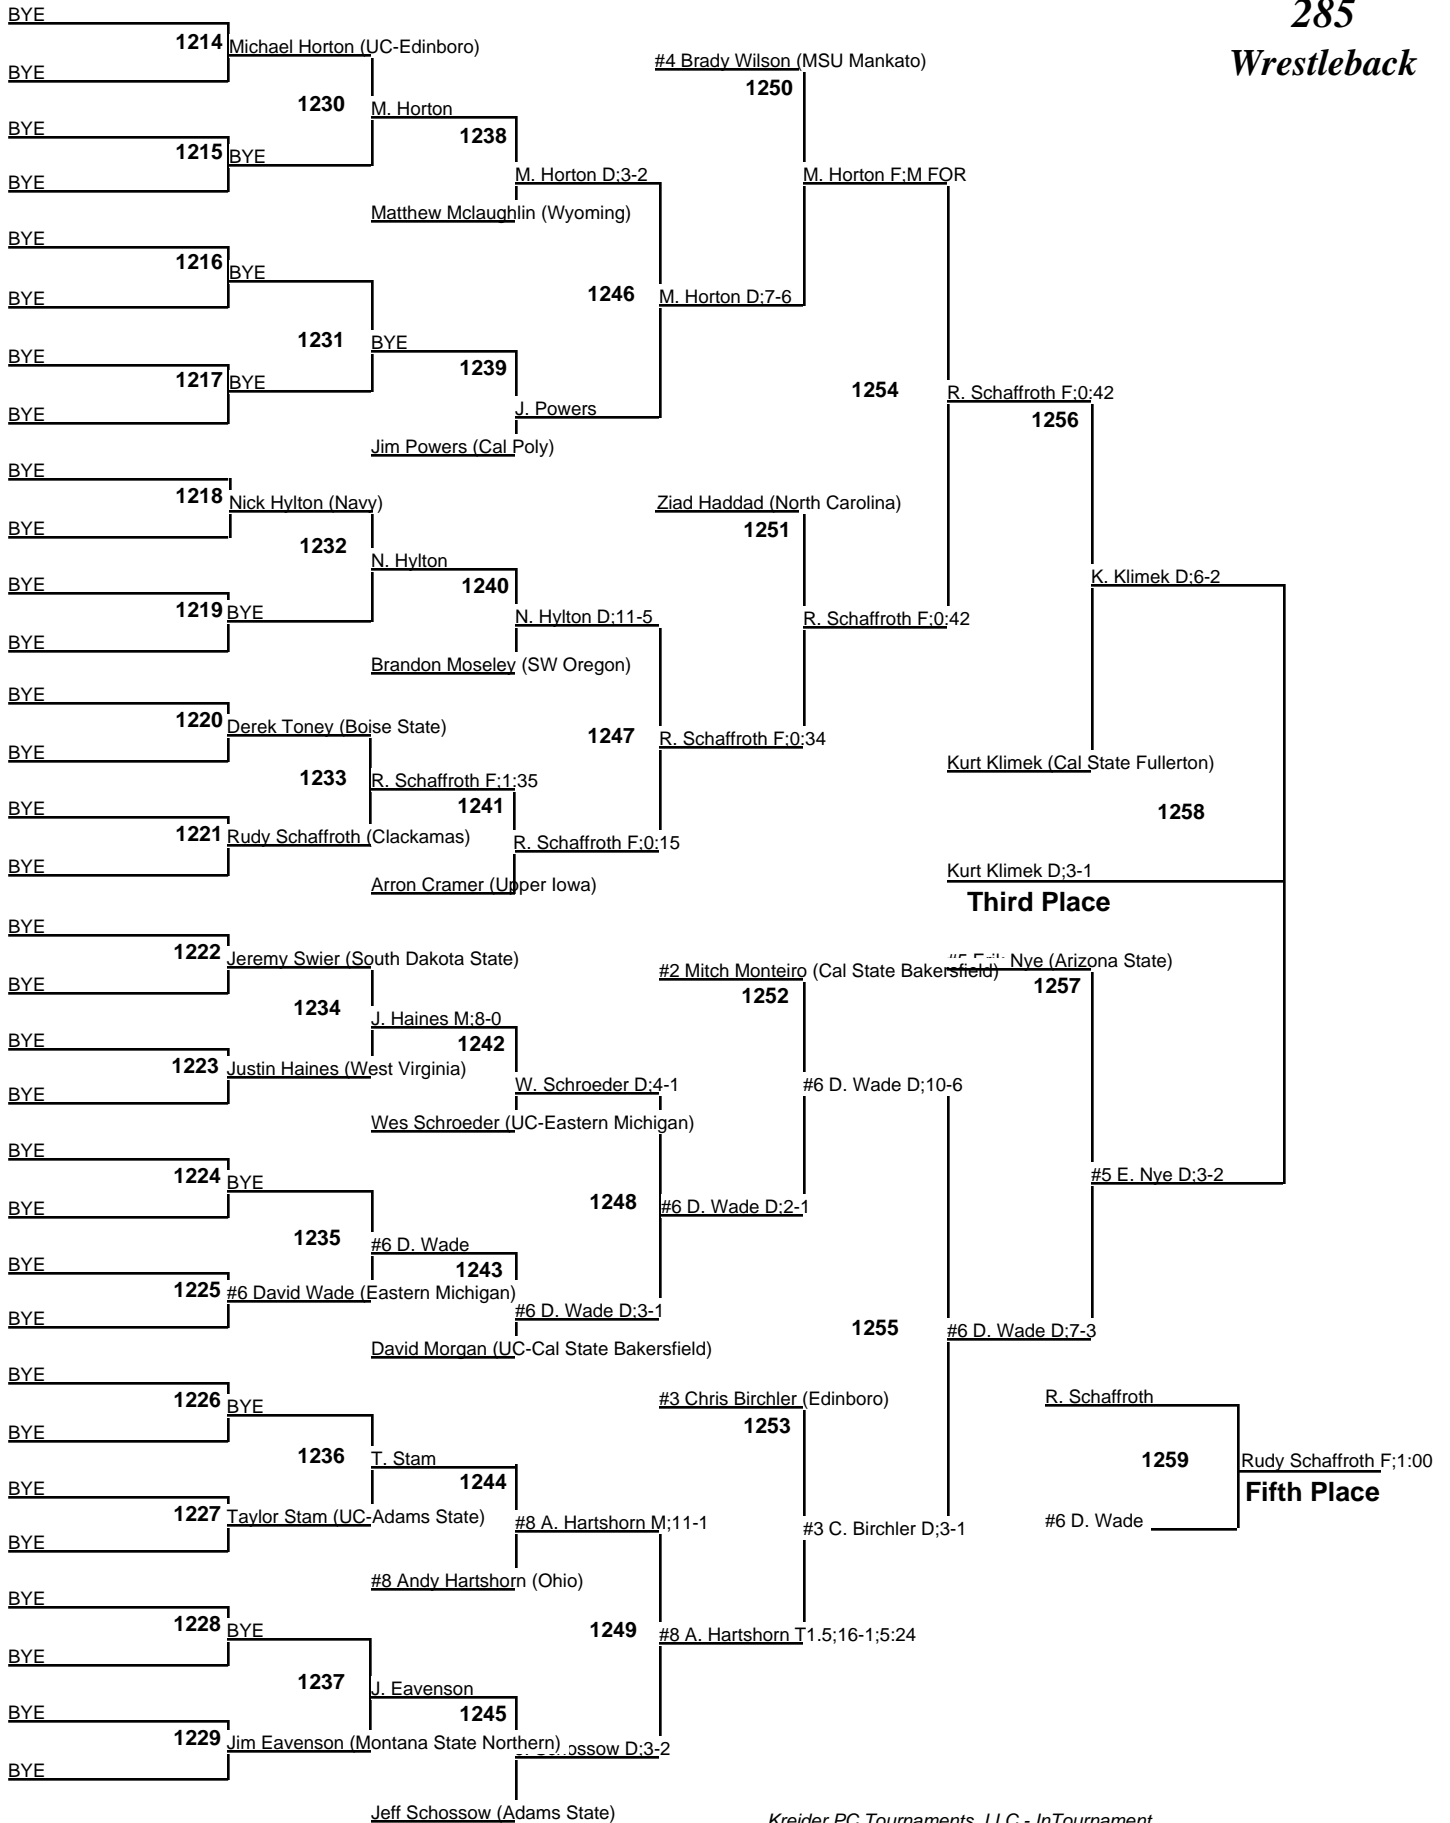 285
Wrestleback
BYE
1214
Michael Horton (UC-Edinboro)
BYE
#4 Brady Wilson (MSU Mankato)
1250
1230
M. Horton
BYE
1215
BYE
BYE
1238
M. Horton D;3-2
Matthew Mclaughlin (Wyoming)
M. Horton F;M FOR
BYE
1216
BYE
BYE
1246
M. Horton D;7-6
1231
BYE
BYE
1217
BYE
BYE
1239
J. Powers
Jim Powers (Cal Poly)
1254
R. Schaffroth F;0:42
1256
BYE
1218
Nick Hylton (Navy)
BYE
Ziad Haddad (North Carolina)
1251
1232
N. Hylton
BYE
1219
BYE
BYE
1240
N. Hylton D;11-5
Brandon Moseley (SW Oregon)
R. Schaffroth F;0:42
K. Klimek D;6-2
BYE
1220
Derek Toney (Boise State)
BYE
1247
R. Schaffroth F;0:34
1233
R. Schaffroth F;1:35
BYE
1221
Rudy Schaffroth (Clackamas)
BYE
1241
R. Schaffroth F;0:15
Arron Cramer (Upper Iowa)
Kurt Klimek (Cal State Fullerton)
1258
Kurt Klimek D;3-1
Third Place
BYE
1222
Jeremy Swier (South Dakota State)
BYE
#2 Mitch Monteiro (Cal State Bakersfield)
1252
Nye (Arizona State)
1257
1234
J. Haines M;8-0
BYE
1223
Justin Haines (West Virginia)
BYE
1242
W. Schroeder D;4-1
Wes Schroeder (UC-Eastern Michigan)
#6 D. Wade D;10-6
BYE
1224
BYE
BYE
1248
#6 D. Wade D;2-1
#5 E. Nye D;3-2
1235
#6 D. Wade
BYE
1225
#6 David Wade (Eastern Michigan)
BYE
1243
#6 D. Wade D;3-1
David Morgan (UC-Cal State Bakersfield)
1255
#6 D. Wade D;7-3
BYE
1226
BYE
BYE
#3 Chris Birchler (Edinboro)
1253
R. Schaffroth
1236
T. Stam
BYE
1227
Taylor Stam (UC-Adams State)
BYE
1244
#8 A. Hartshorn M;11-1
#8 Andy Hartshorn (Ohio)
#3 C. Birchler D;3-1
1259
Rudy Schaffroth F;1:00
Fifth Place
#6 D. Wade
BYE
1228
BYE
BYE
1249
#8 A. Hartshorn T1.5;16-1;5:24
1237
J. Eavenson
BYE
1229
Jim Eavenson (Montana State Northern)
BYE
1245
D;3-2
Jeff Schossow (Adams State)
Kreider PC Tournaments, LLC - InTournament